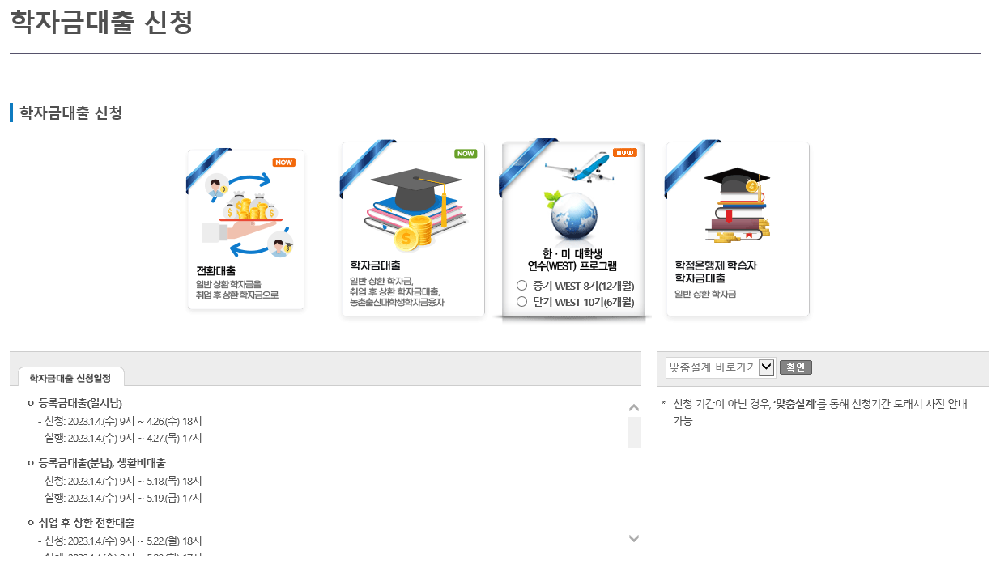 학자금대출 신청
학자금대출 신청
NOW
전환대출
일반 상환 학자금을
취업 후 상환 학자금으로
NOW
학자금대출
일반 상환 학자금,
취업 후 상환 학자금대출,
농촌출신대학생학자금융자
now
한 · 미 대학생
연수(WEST) 프로그램
중기 WEST 8기(12개월)
단기 WEST 10기(6개월)
학점은행제 학습자
학자금대출
일반 상환 학자금
학자금대출 신청일정
등록금대출(일시납)
- 신청: 2023.1.4.(수) 9시 ~ 4.26.(수) 18시
- 실행: 2023.1.4.(수) 9시 ~ 4.27.(목) 17시
등록금대출(분납), 생활비대출
- 신청: 2023.1.4.(수) 9시 ~ 5.18.(목) 18시
- 실행: 2023.1.4.(수) 9시 ~ 5.19.(금) 17시
취업 후 상환 전환대출
- 신청: 2023.1.4.(수) 9시 ~ 5.22.(월) 18시
맞춤설계 바로가기 확인
* 신청 기간이 아닌 경우, '맞춤설계'를 통해 신청기간 도래시 사전 안내
가능